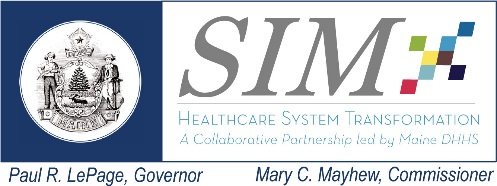 SIM
HEALTHCARE SYSTEM TRANSFORMATION
A Collaborative Partnership led by Maine DHHS
Paul R. LePage, Governor Mary C. Mayhew, Commissioner